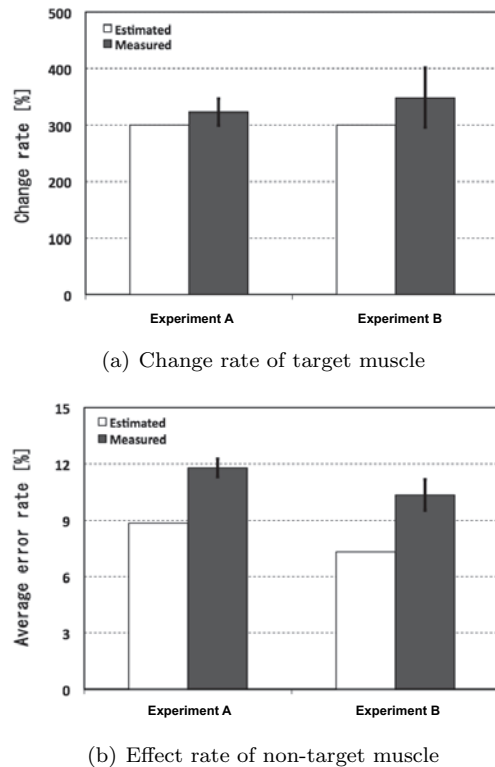 500
Estimated
Measured
400
300
200
100
0
Change rate [%]
Experiment A
Experiment B
(a) Change rate of target muscle
15
Estimated
Measured
12
9
6
3
0
Average error rate [%]
Experiment A
Experiment B
(b) Effect rate of non-target muscle